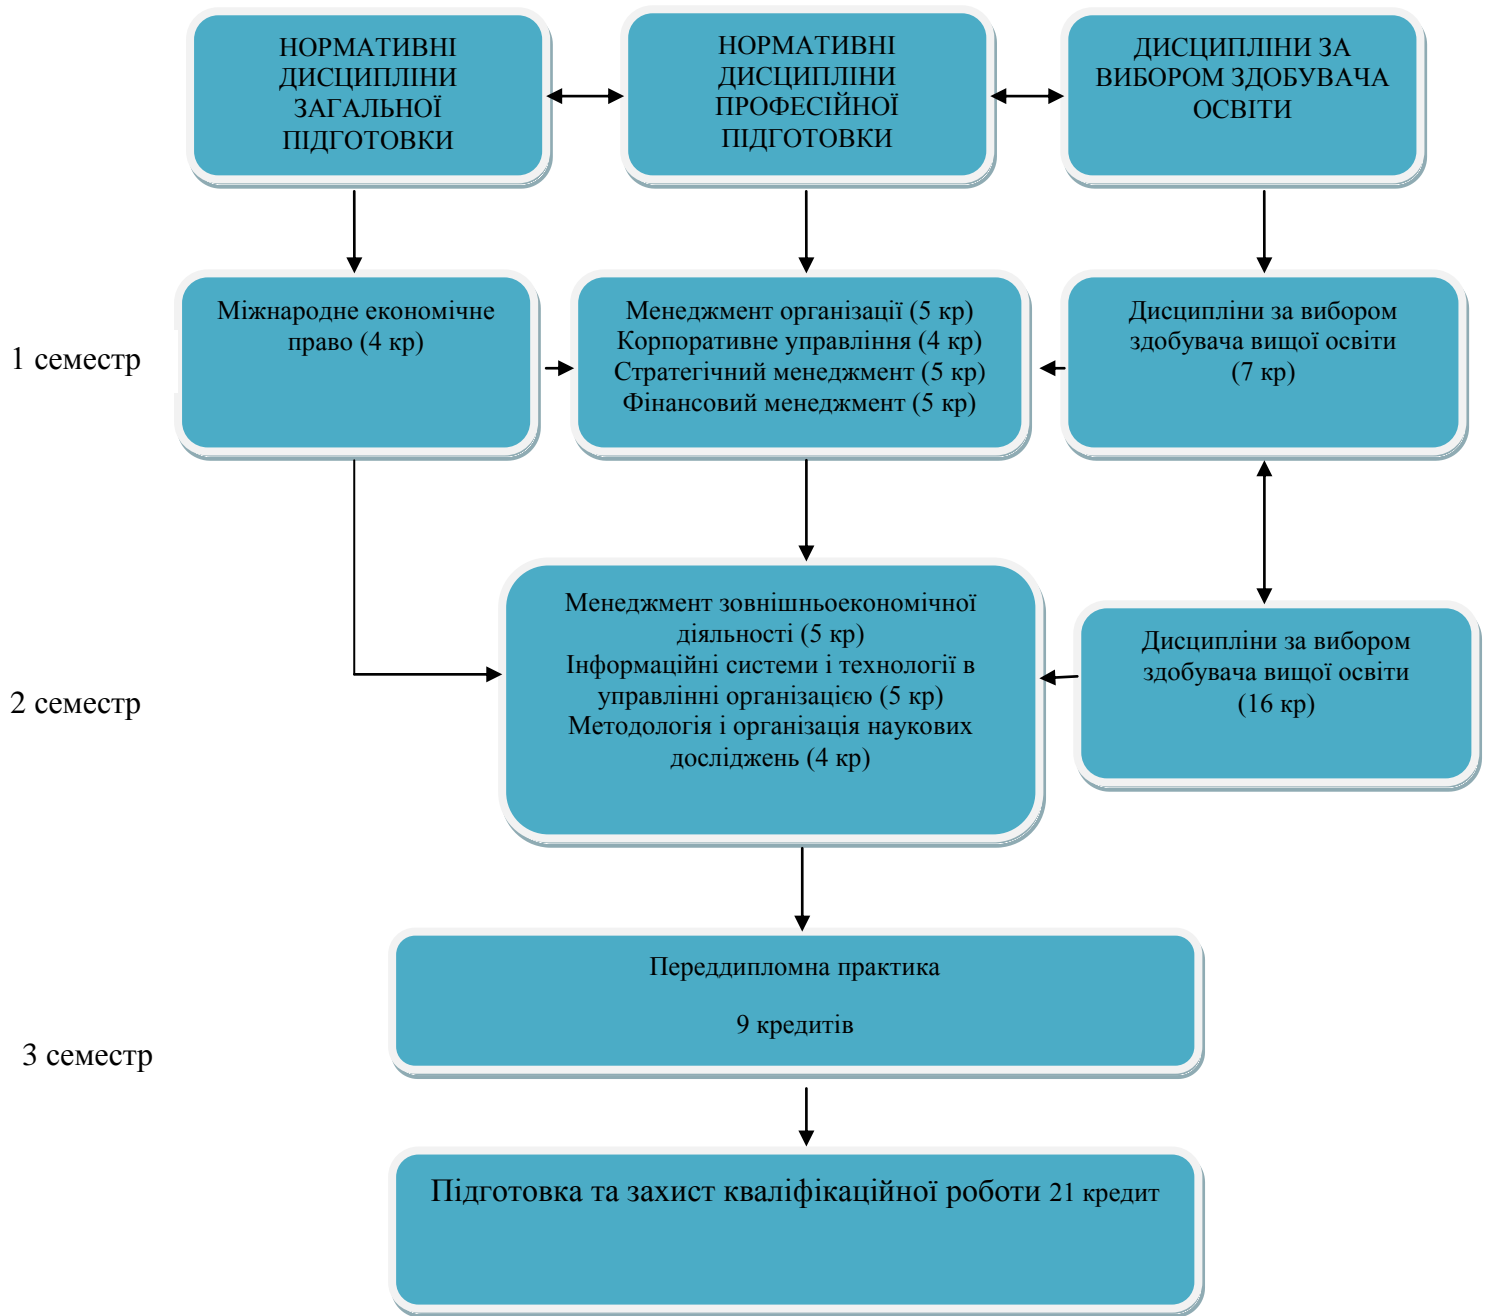 НОРМАТИВНІ
ДИСЦИПЛІНИ
ЗАГАЛЬНОЇ
ПІДГОТОВКИ
НОРМАТИВНІ
ДИСЦИПЛІНИ
ПРОФЕСІЙНОЇ
ПІДГОТОВКИ
ДИСЦИПЛІНИ ЗА
ВИБОРОМ ЗДОБУВАЧА
ОСВІТИ
1 семестр
Міжнародне економічне
право (4 кр)
Менеджмент організації (5 кр)
Корпоративне управління (4 кр)
Стратегічний менеджмент (5 кр)
Фінансовий менеджмент (5 кр)
Дисципліни за вибором
здобувача вищої освіти
(7 кр)
2 семестр
Менеджмент зовнішньоекономічної
діяльності (5 кр)
Інформаційні системи і технології в
управлінні організацією (5 кр)
Методологія і організація наукових
досліджень (4 кр)
Дисципліни за вибором
здобувача вищої освіти
(16 кр)
3 семестр
Переддипломна практика
9 кредитів
Підготовка та захист кваліфікаційної роботи 21 кредит